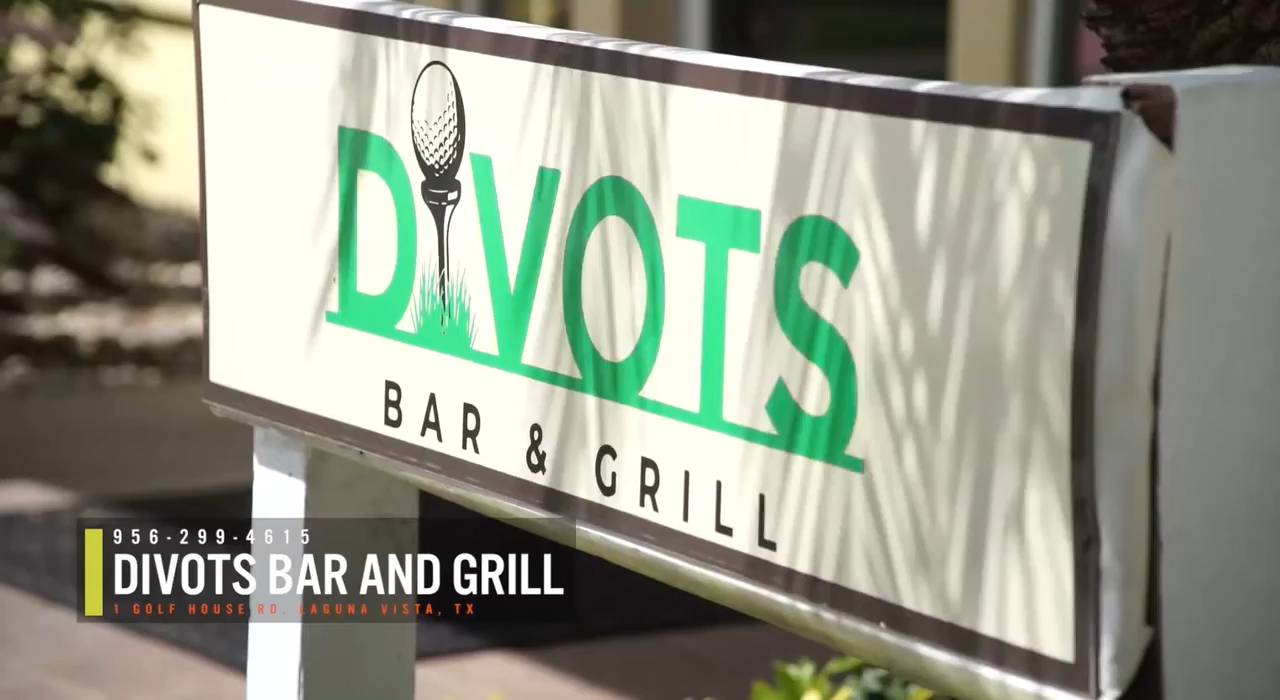 DIVOTS
BAR & GRILL
956-299-4615
DIVOTS BAR AND GRILL
1 GOLF HOUSE RD. LAGUNA VISTA, TX